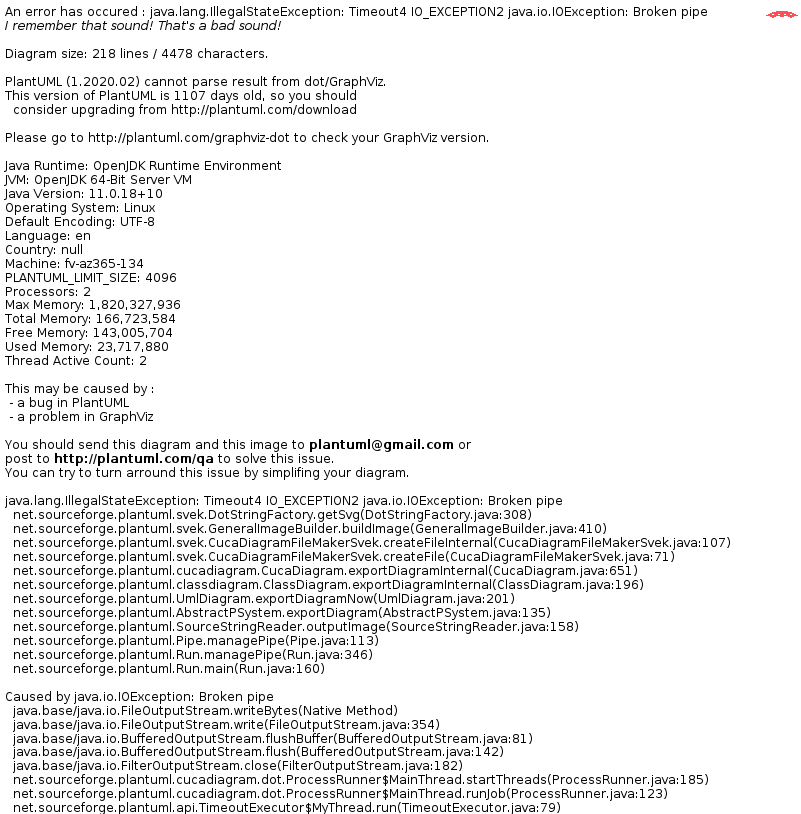 An error has occured : java.lang.IllegalStateException: Timeout4 IO_EXCEPTION2 java.io.IOException: Broken pipe
I remember that sound! That's a bad sound!
Diagram size: 218 lines / 4478 characters.
PlantUML (1.2020.02) cannot parse result from dot/GraphViz.
This version of PlantUML is 1107 days old, so you should
consider upgrading from http://plantuml.com/download
Please go to http://plantuml.com/graphviz-dot to check your GraphViz version.
Java Runtime: OpenJDK Runtime Environment
JVM: OpenJDK 64-Bit Server VM
Java Version: 11.0.18+10
Operating System: Linux
Default Encoding: UTF-8
Language: en
Country: null
Machine: fv-az365-134
PLANTUML_LIMIT_SIZE: 4096
Processors: 2
Max Memory: 1,820,327,936
Total Memory: 166,723,584
Free Memory: 143,005,704
Used Memory: 23,717,880
Thread Active Count: 2
This may be caused by :
- a bug in PlantUML
- a problem in GraphViz
You should send this diagram and this image to plantuml@gmail.com or
post to http://plantuml.com/qa to solve this issue.
You can try to turn arround this issue by simplifing your diagram.
java.lang.IllegalStateException: Timeout4 IO_EXCEPTION2 java.io.IOException: Broken pipe
net.sourceforge.plantuml.svek.DotStringFactory.getSvg(DotStringFactory.java:308)
net.sourceforge.plantuml.svek.GeneralImageBuilder.buildImage(GeneralImageBuilder.java:410)
net.sourceforge.plantuml.svek.CucaDiagramFileMakerSvek.createFileInternal(CucaDiagramFileMakerSvek.java:107)
net.sourceforge.plantuml.svek.CucaDiagramFileMakerSvek.createFile(CucaDiagramFileMakerSvek.java:71)
net.sourceforge.plantuml.cucadiagram.CucaDiagram.exportDiagramInternal(CucaDiagram.java:651)
net.sourceforge.plantuml.classdiagram.ClassDiagram.exportDiagramInternal(ClassDiagram.java:196)
net.sourceforge.plantuml.UmlDiagram.exportDiagramNow(UmlDiagram.java:201)
net.sourceforge.plantuml.AbstractPSystem.exportDiagram(AbstractPSystem.java:135)
net.sourceforge.plantuml.SourceStringReader.outputImage(SourceStringReader.java:158)
net.sourceforge.plantuml.Pipe.managePipe(Pipe.java:113)
net.sourceforge.plantuml.Run.managePipe(Run.java:346)
net.sourceforge.plantuml.Run.main(Run.java:160)
Caused by java.io.IOException: Broken pipe
java.base/java.io.FileOutputStream.writeBytes(Native Method)
java.base/java.io.FileOutputStream.write(FileOutputStream.java:354)
java.base/java.io.BufferedOutputStream.flushBuffer(BufferedOutputStream.java:81)
java.base/java.io.BufferedOutputStream.flush(BufferedOutputStream.java:142)
java.base/java.io.FilterOutputStream.close(FilterOutputStream.java:182)
net.sourceforge.plantuml.cucadiagram.dot.ProcessRunner$MainThread.startThreads(ProcessRunner.java:185)
net.sourceforge.plantuml.cucadiagram.dot.ProcessRunner$MainThread.runJob(ProcessRunner.java:123)
net.sourceforge.plantuml.api.TimeoutExecutor$MyThread.run(TimeoutExecutor.java:79)